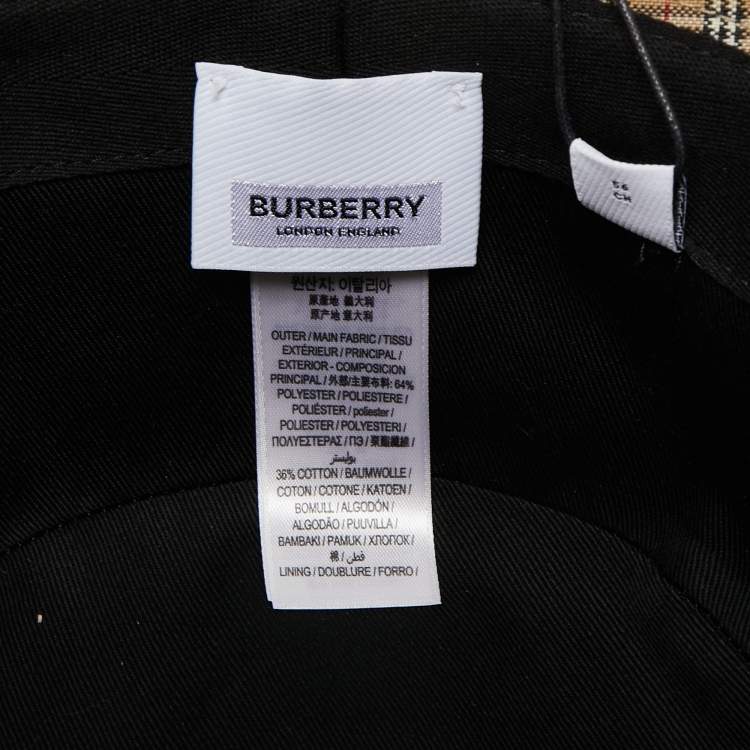 BURBERRY
LONDON ENGLAND
56
CM
원산지: 이탈리아
原產地 義大利
原产地 意大利
OUTER / MAIN FABRIC / TISSU
EXTÉRIEUR / PRINCIPAL /
EXTERIOR - COMPOSICION
PRINCIPAL / 外部/主要布料: 64%
POLYESTER / POLIESTERE /
POLIÉSTER / poliester /
POLIESTER / POLYESTERI /
ΠΟΛΥΕΣΤΕΡΑΣ / ПЭ / 聚酯纖維 /
بوليستر
36% COTTON / BAUMWOLLE /
COTON / COTONE / KATOEN /
BOMULL / ALGODÓN /
ALGODÃO / PUUVILLA /
BAMBAKI / PAMUK / ХЛОПОК /
棉 / قطن /
LINING / DOUBLURE / FORRO /